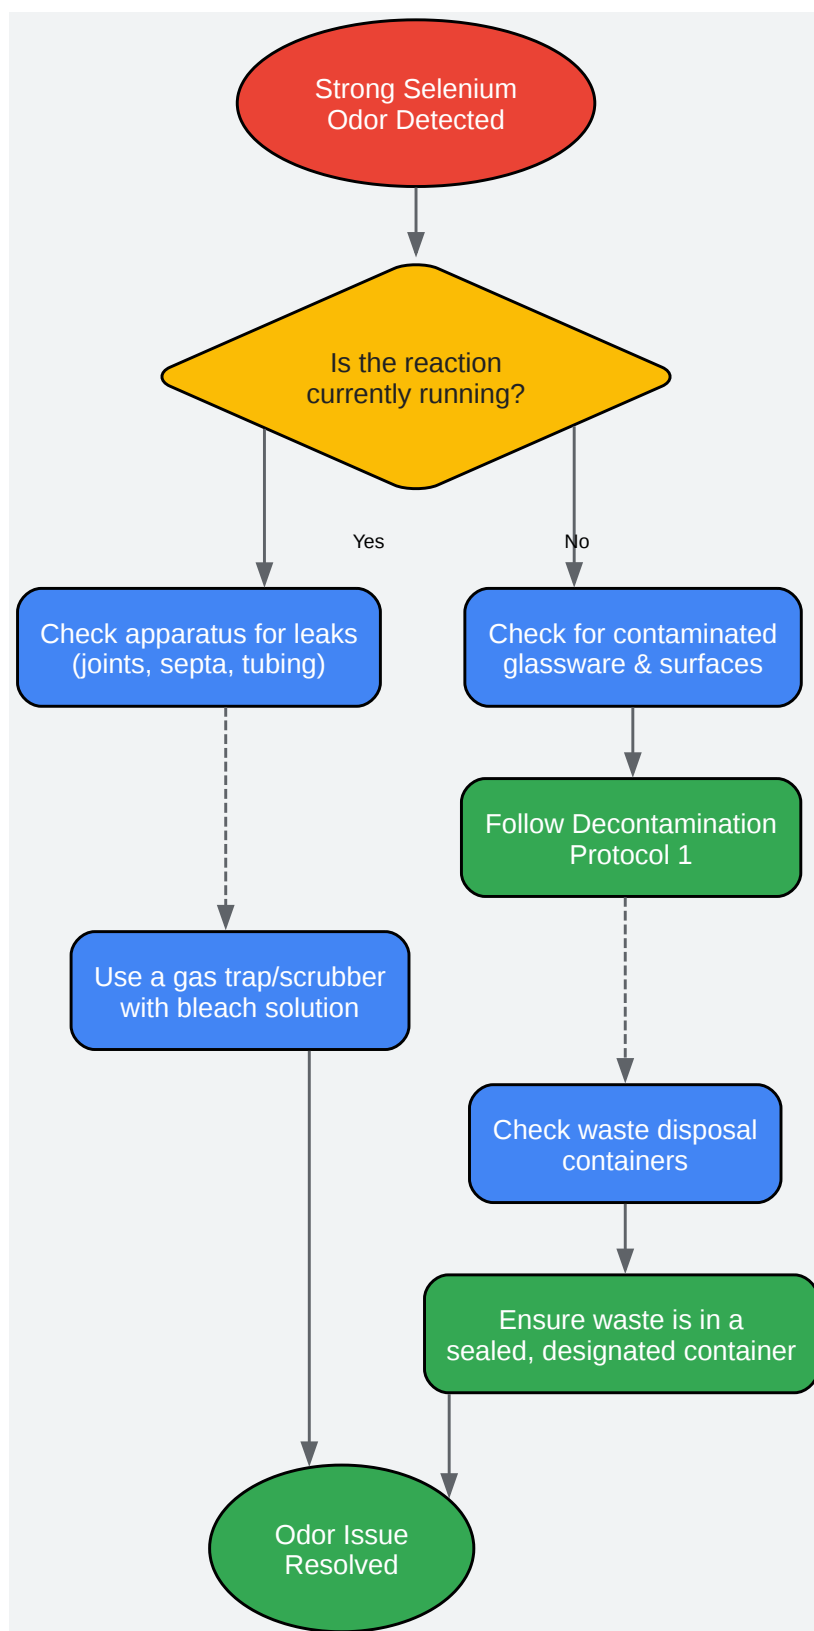 Strong Selenium
Odor Detected
Is the reaction
currently running?
Yes
No
Check apparatus for leaks
(joints, septa, tubing)
Check for contaminated
glassware & surfaces
Follow Decontamination
Protocol 1
Use a gas trap/scrubber
with bleach solution
Check waste disposal
containers
Ensure waste is in a
sealed, designated container
Odor Issue
Resolved